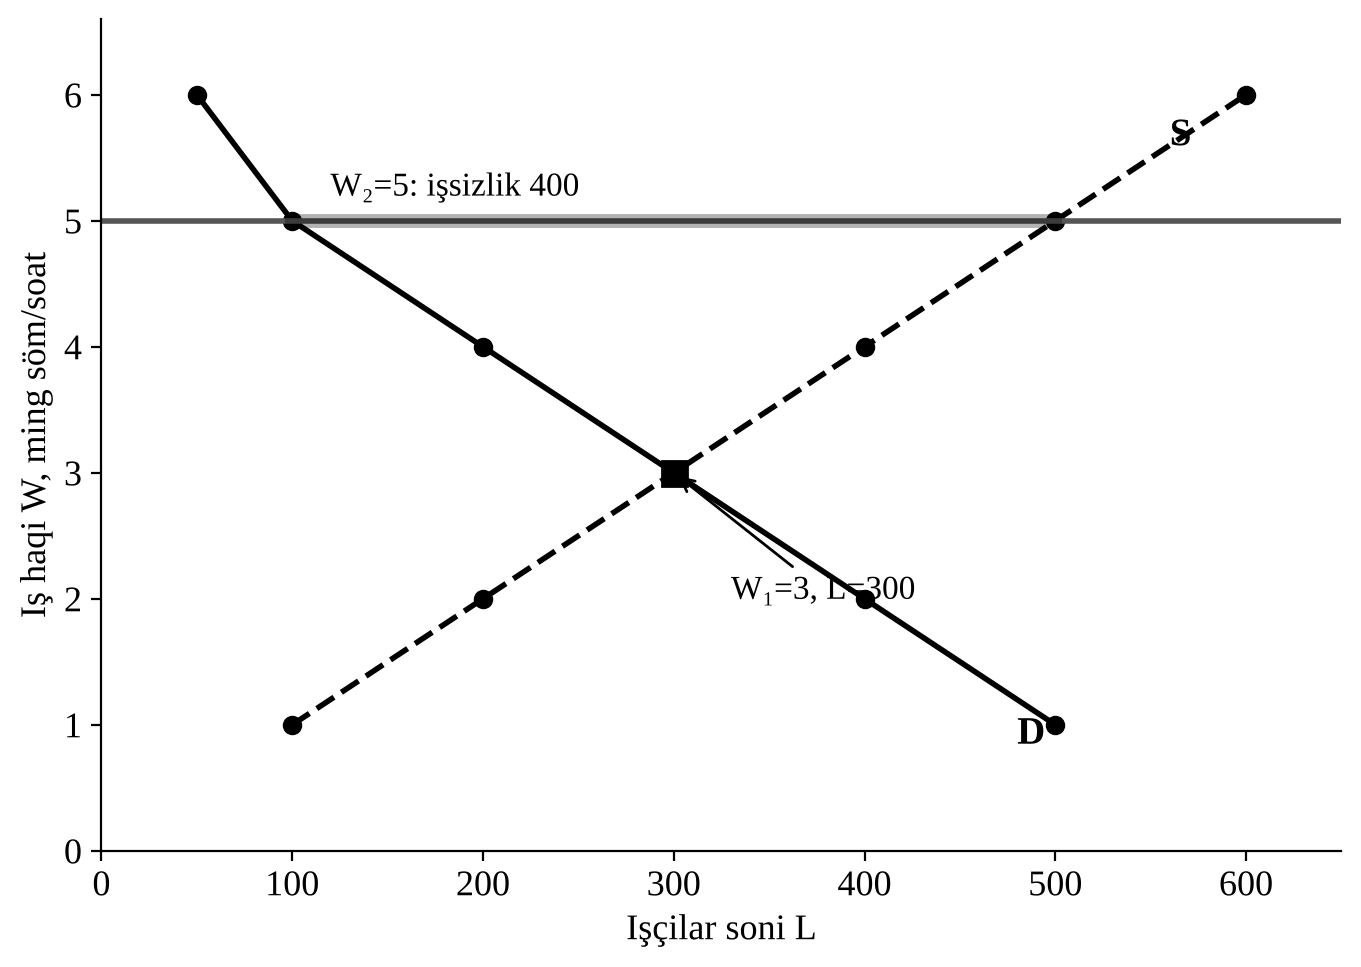 6
S
W₂=5: işsizlik 400
5
4
3
W₁=3, L=300
2
1
D
0
0 100 200 300 400 500 600
Işçilar soni L
Iş haqi W, ming söm/soat